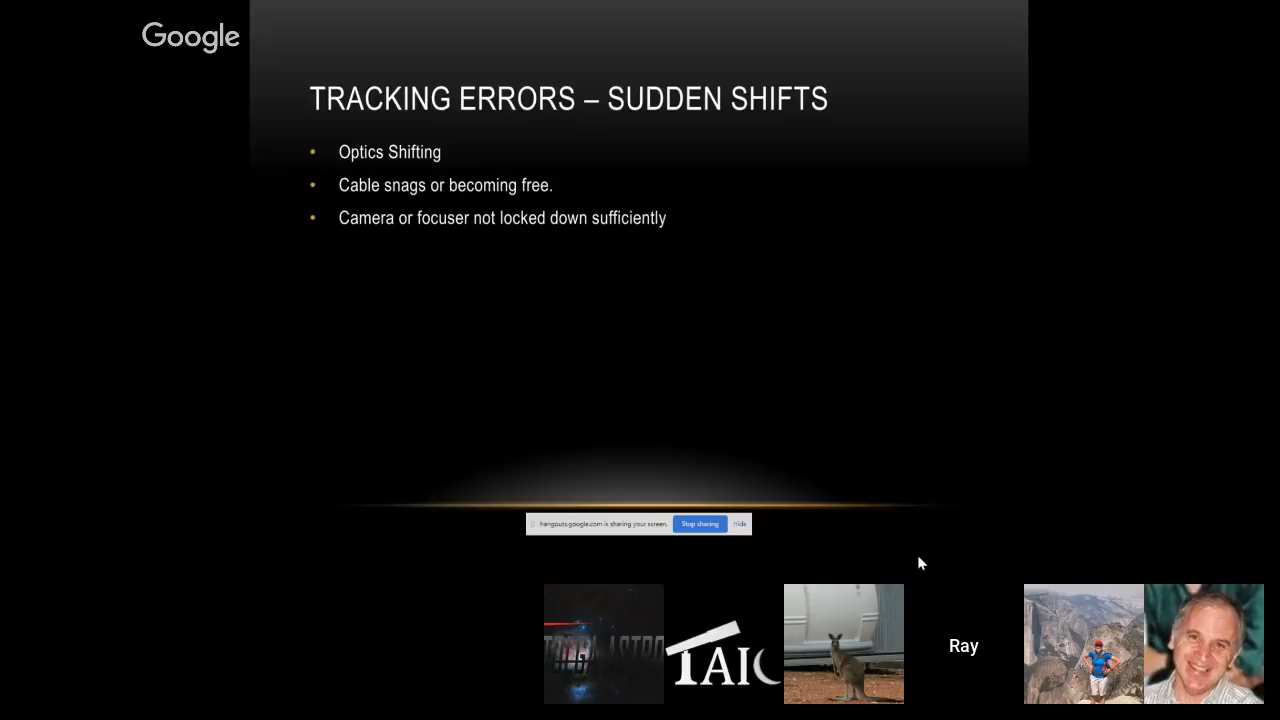 Google
TRACKING ERRORS – SUDDEN SHIFTS
• Optics Shifting
• Cable snags or becoming free.
• Camera or focuser not locked down sufficiently
hangouts.google.com is sharing your screen. Stop sharing Hide
TAIC
Ray